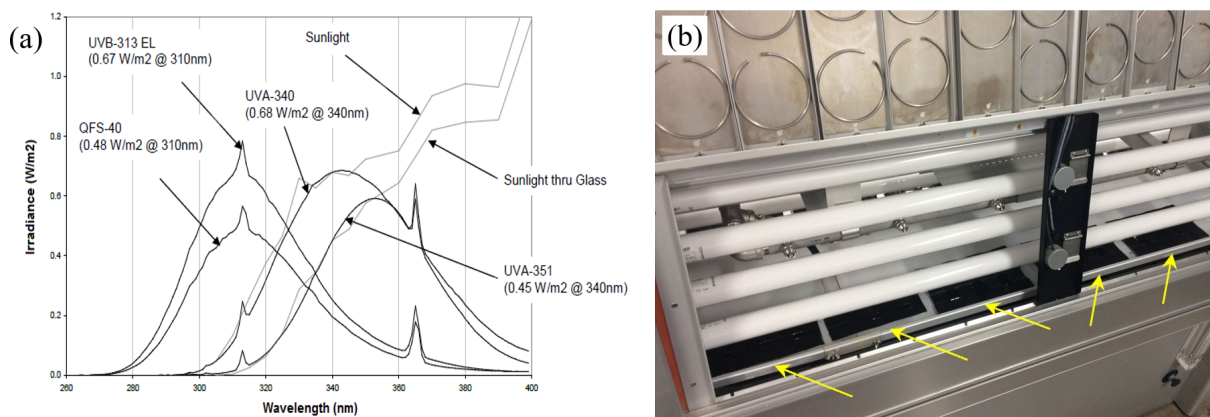 (a)
1.2
1.0
0.8
0.6
0.4
0.2
0.0
Irradiance (W/m2)
260
280
300
320
340
360
380
400
Wavelength (nm)
UVB-313 EL
(0.67 W/m2 @ 310nm)
QFS-40
(0.48 W/m2 @ 310nm)
UVA-340
(0.68 W/m2 @ 340nm)
Sunlight
Sunlight thru Glass
UVA-351
(0.45 W/m2 @ 340nm)
(b)